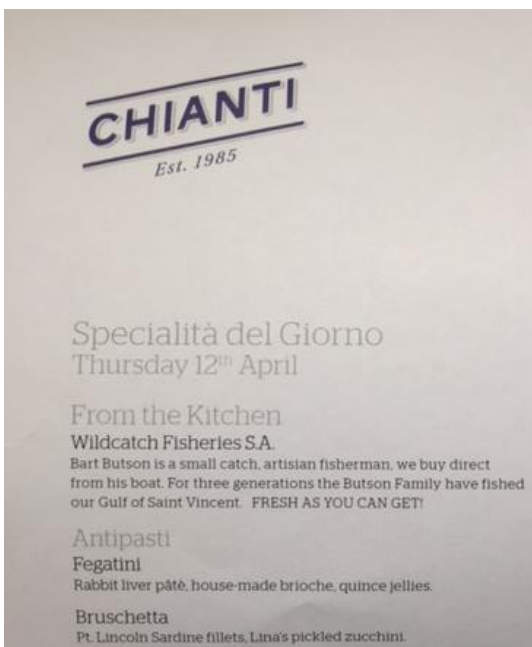 CHIANTI
Est. 1985
Specialità del Giorno
Thursday 12th April
From the Kitchen
Wildcatch Fisheries S.A.
Bart Butson is a small catch, artisian fisherman, we buy direct
from his boat. For three generations the Butson Family have fished
our Gulf of Saint Vincent. FRESH AS YOU CAN GET!
Antipasti
Fegatini
Rabbit liver pâtè, house-made brioche, quince jellies.
Bruschetta
Pt. Lincoln Sardine fillets, Lina's pickled zucchini.